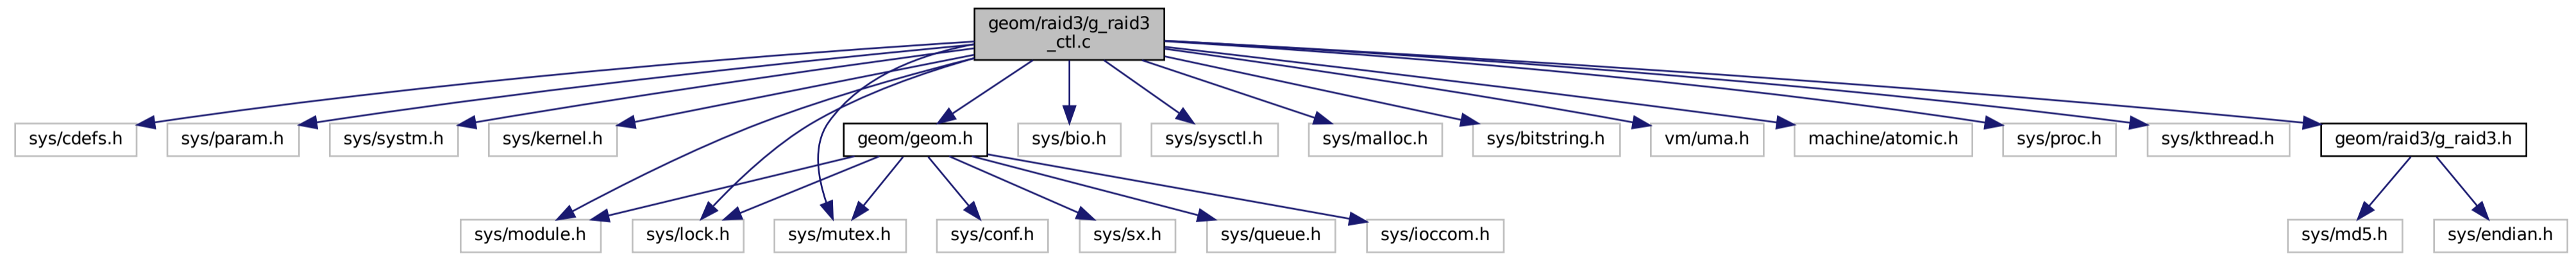 geom/raid3/g_raid3
_ctl.c
sys/cdefs.h
sys/param.h
sys/systm.h
sys/kernel.h
geom/geom.h
sys/bio.h
sys/sysctl.h
sys/malloc.h
sys/bitstring.h
vm/uma.h
machine/atomic.h
sys/proc.h
sys/kthread.h
geom/raid3/g_raid3.h
sys/module.h
sys/lock.h
sys/mutex.h
sys/conf.h
sys/sx.h
sys/queue.h
sys/ioccom.h
sys/md5.h
sys/endian.h